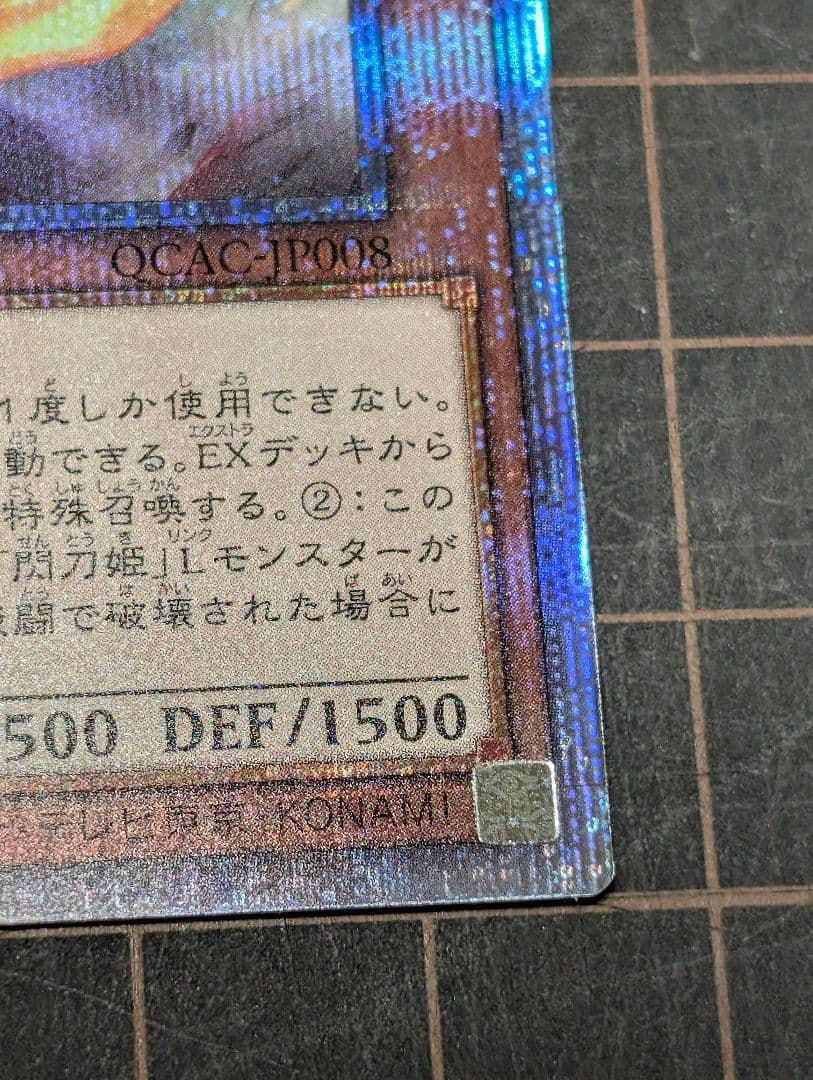 QCAC-JP008
1度しか使用できない。
動できる。EXデッキから
特殊召喚する。②：この
「閃刀姫」Lモンスターが
戦闘で破壊された場合に
500 DEF/1500
テレビ東京・KONAMI